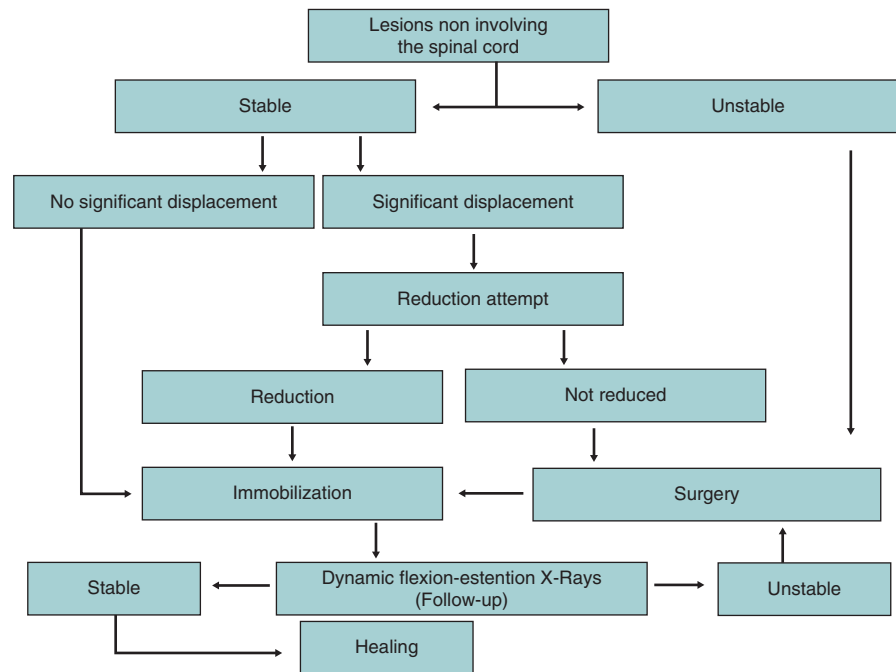 Lesions non involving
the spinal cord
Stable
Unstable
No significant displacement
Significant displacement
Reduction attempt
Reduction
Not reduced
Immobilization
Surgery
Stable
Dynamic flexion-estention X-Rays
(Follow-up)
Unstable
Healing